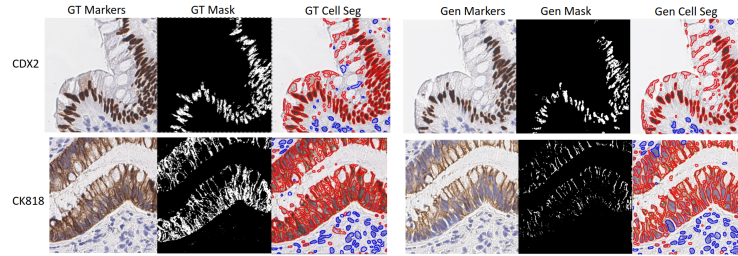 GT Markers GT Mask GT Cell Seg Gen Markers Gen Mask Gen Cell Seg
CDX2
CK818